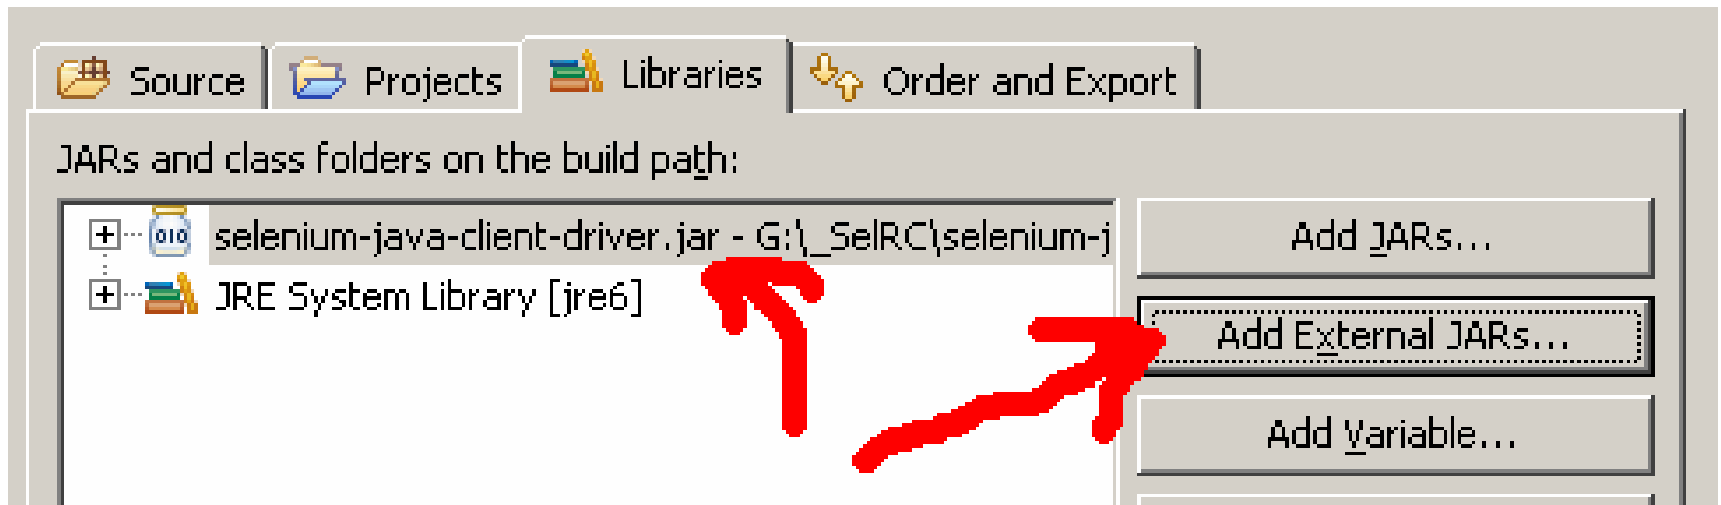 Source Projects Libraries Order and Export
JARs and class folders on the build path:
selenium-java-client-driver.jar - G:\_SelRC\selenium-j
JRE System Library [jre6]
Add JARs...
Add External JARs...
Add Variable...